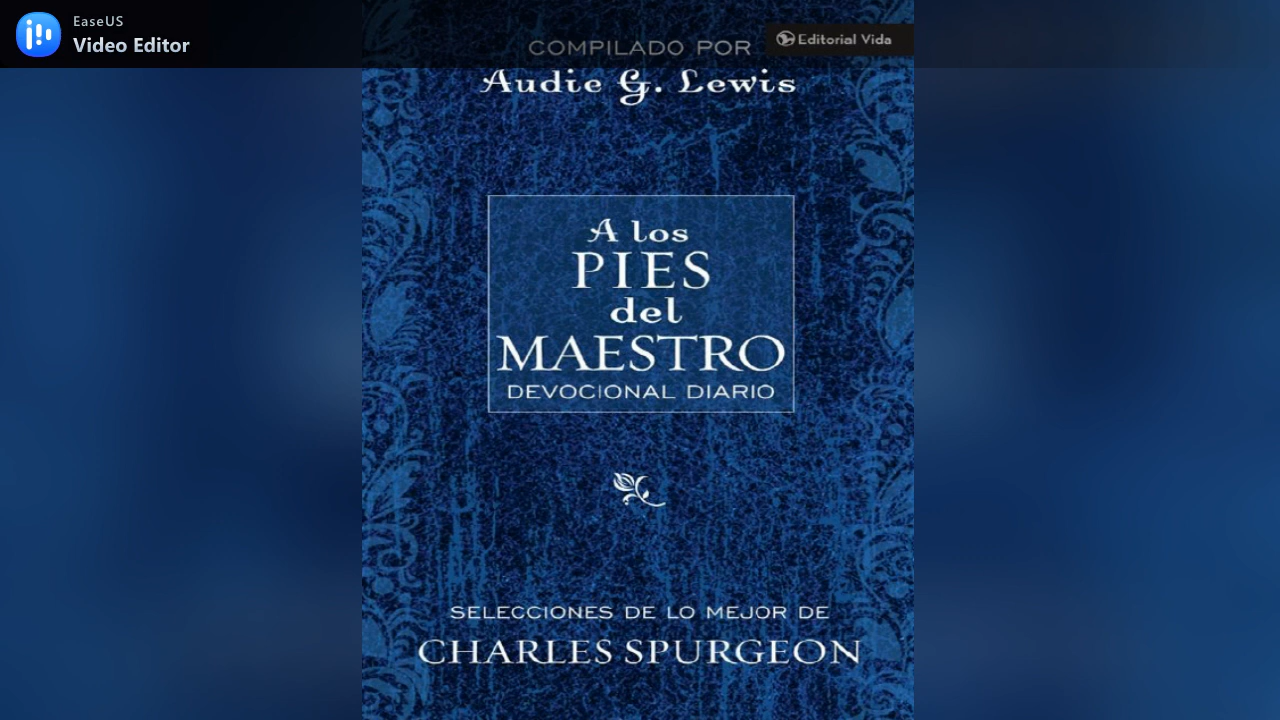 EaseUS
Video Editor
COMPILADO POR
Editorial Vida
Audie G. Lewis
A los
PIES
del
MAESTRO
DEVOCIONAL DIARIO
SELECCIONES DE LO MEJOR DE
CHARLES SPURGEON